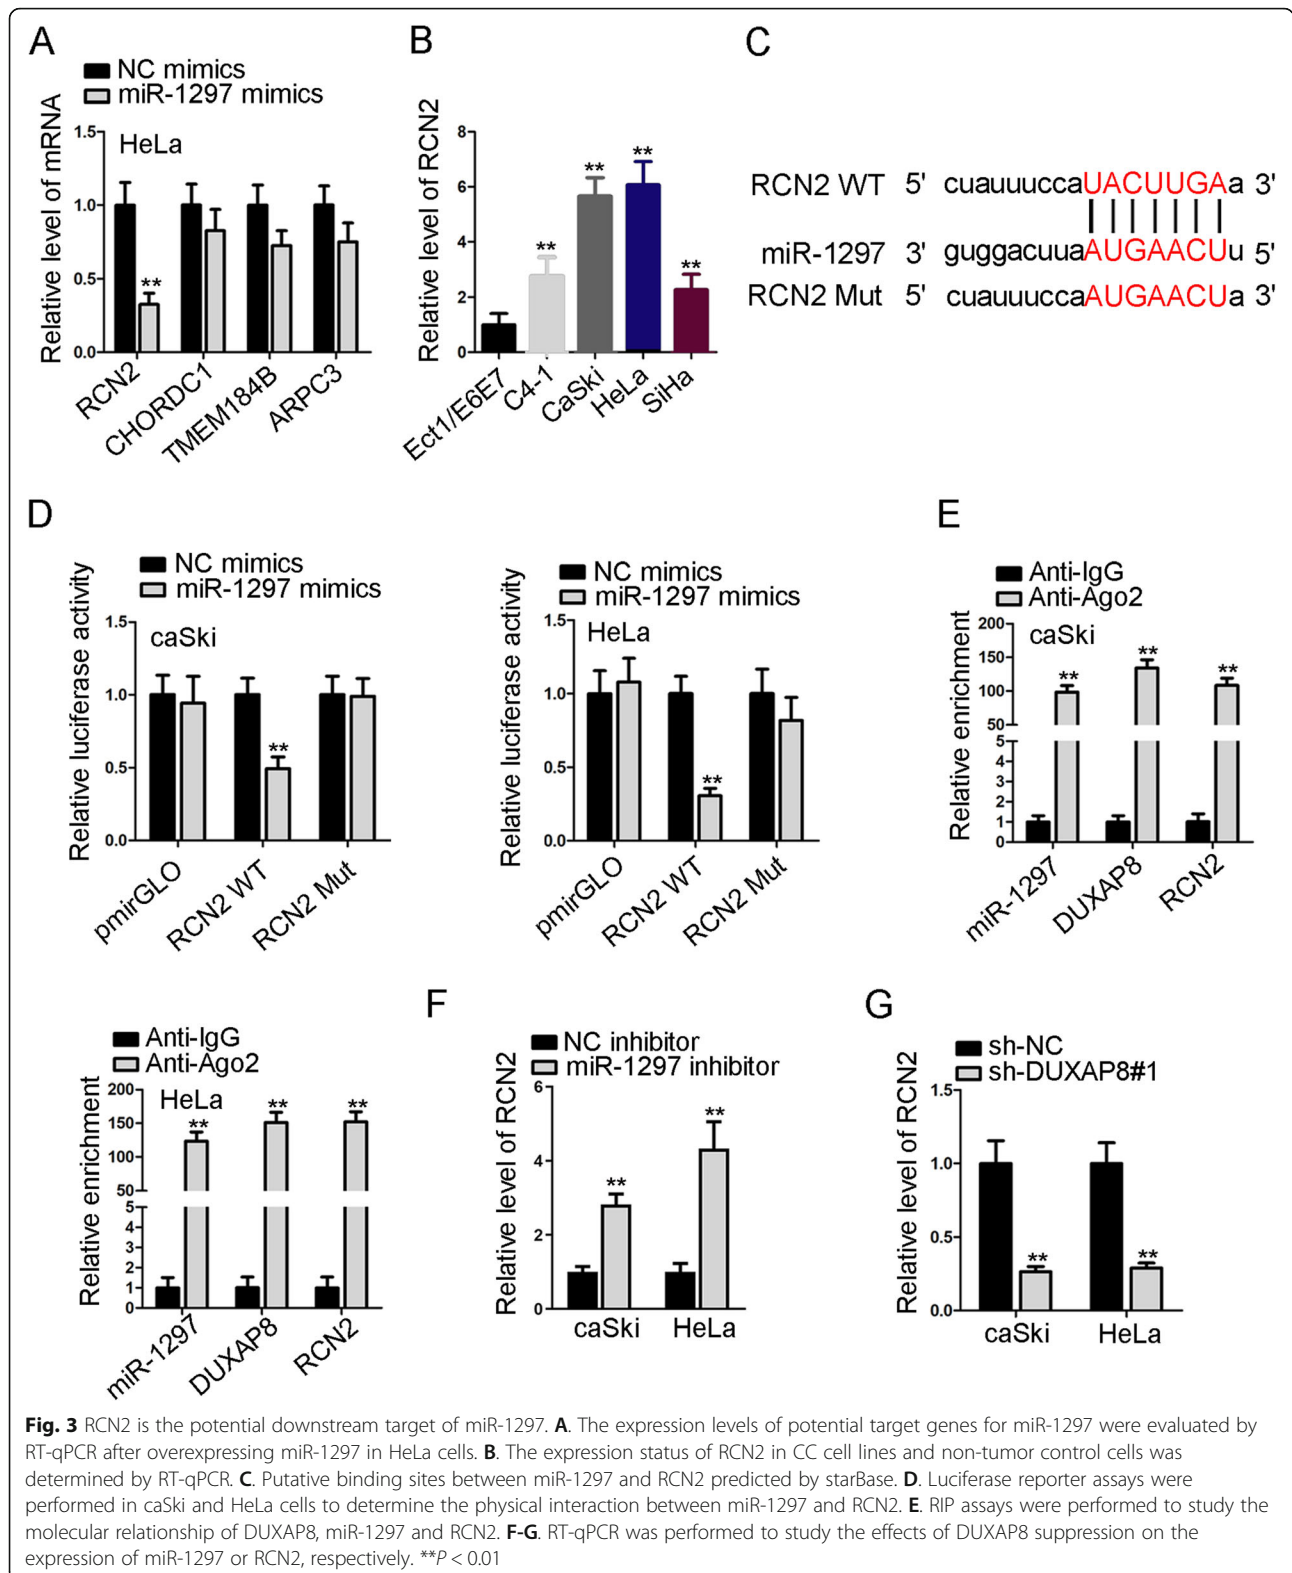 A
NC mimics
miR-1297 mimics
Relative level of mRNA
HeLa
1.5
1.0
0.5
0.0
**
RCN2
CHORDC1
TMEM184B
ARPC3
B
Relative level of RCN2
8
6
4
2
0
**
**
**
**
Ect1/E6E7
C4-1
CaSki
HeLa
SiHa
C
RCN2 WT 5' cuauuuccaUACUUGAa 3'
miR-1297 3' guggacuuaAUGAACUu 5'
RCN2 Mut 5' cuauuuccaAUGAACUa 3'
D
NC mimics
miR-1297 mimics
Relative luciferase activity
caSki
1.5
1.0
0.5
0.0
**
pmirGLO
RCN2 WT
RCN2 Mut
NC mimics
miR-1297 mimics
Relative luciferase activity
HeLa
1.5
1.0
0.5
0.0
**
pmirGLO
RCN2 WT
RCN2 Mut
E
Anti-IgG
Anti-Ago2
Relative enrichment
caSki
200
150
100
50
5
4
3
2
1
0
**
**
**
miR-1297
DUXAP8
RCN2
Anti-IgG
Anti-Ago2
Relative enrichment
HeLa
200
150
100
50
5
4
3
2
1
0
**
**
**
miR-1297
DUXAP8
RCN2
F
NC inhibitor
miR-1297 inhibitor
Relative level of RCN2
6
4
2
0
**
**
caSki
HeLa
G
sh-NC
sh-DUXAP8#1
Relative level of RCN2
1.5
1.0
0.5
0.0
**
**
caSki
HeLa
Fig. 3 RCN2 is the potential downstream target of miR-1297. A. The expression levels of potential target genes for miR-1297 were evaluated by
RT-qPCR after overexpressing miR-1297 in HeLa cells. B. The expression status of RCN2 in CC cell lines and non-tumor control cells was
determined by RT-qPCR. C. Putative binding sites between miR-1297 and RCN2 predicted by starBase. D. Luciferase reporter assays were
performed in caSki and HeLa cells to determine the physical interaction between miR-1297 and RCN2. E. RIP assays were performed to study the
molecular relationship of DUXAP8, miR-1297 and RCN2. F-G. RT-qPCR was performed to study the effects of DUXAP8 suppression on the
expression of miR-1297 or RCN2, respectively. **P < 0.01